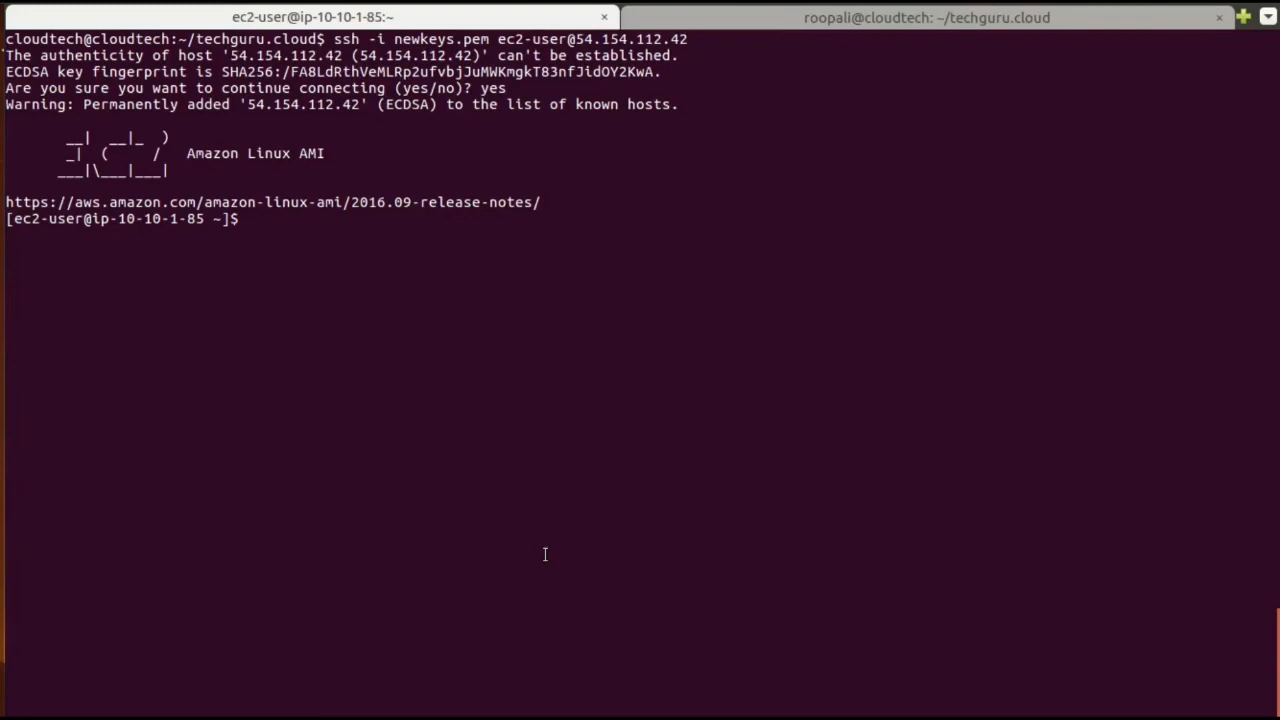 ec2-user@ip-10-10-1-85:~
roopali@cloudtech: ~/techguru.cloud
cloudtech@cloudtech:~/techguru.cloud$ ssh -i newkeys.pem ec2-user@54.154.112.42
The authenticity of host '54.154.112.42 (54.154.112.42)' can't be established.
ECDSA key fingerprint is SHA256:/FA8LdRthVeMLRp2ufvbjJuMWKmgkT83nfJidOY2KwA.
Are you sure you want to continue connecting (yes/no)? yes
Warning: Permanently added '54.154.112.42' (ECDSA) to the list of known hosts.
       __|  __|_  )
       _|  (     /   Amazon Linux AMI
      ___|\___|___|
https://aws.amazon.com/amazon-linux-ami/2016.09-release-notes/
[ec2-user@ip-10-10-1-85 ~]$